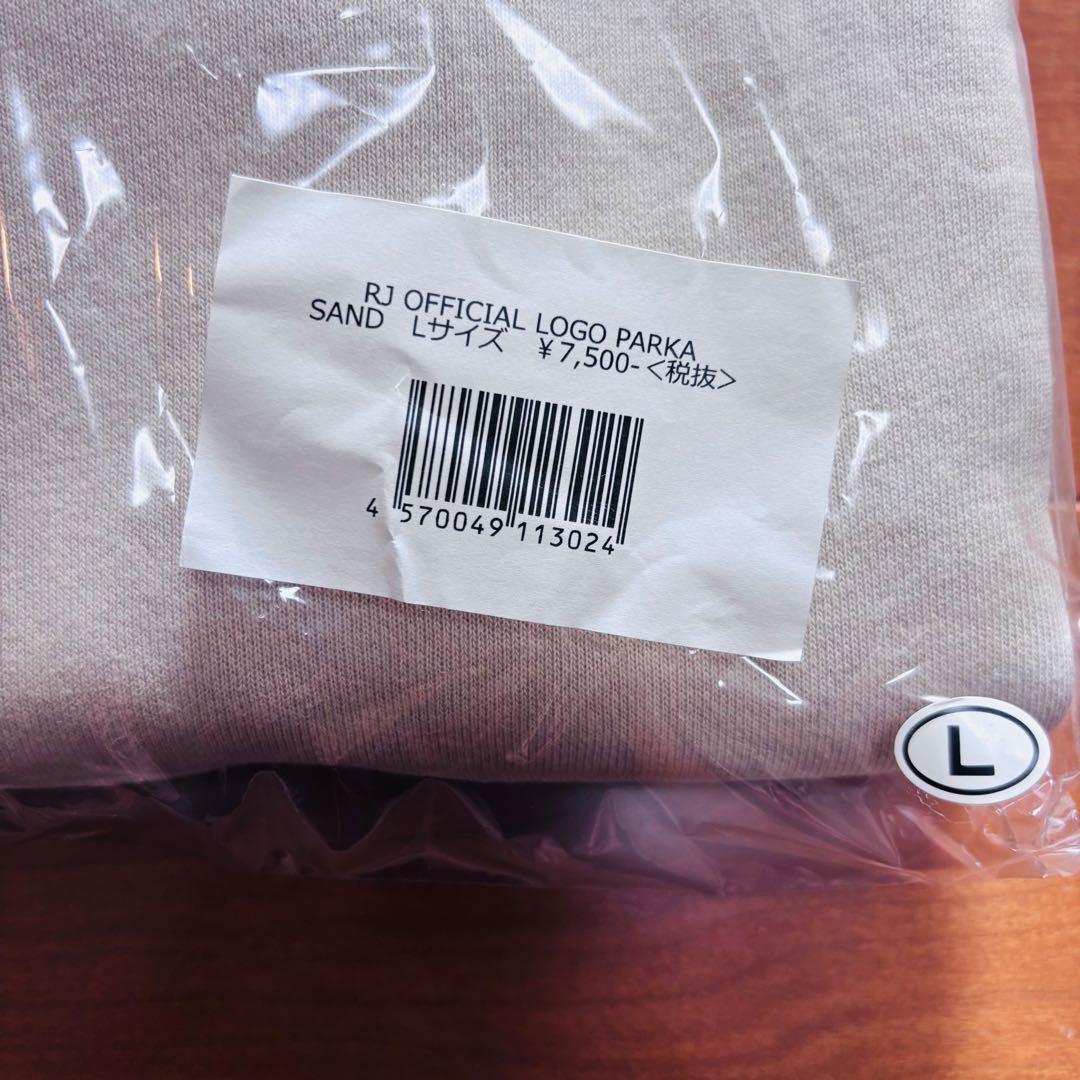 RJ OFFICIAL LOGO PARKA
SAND Lサイズ ¥7,500-<税抜>
4 570049 113024
L